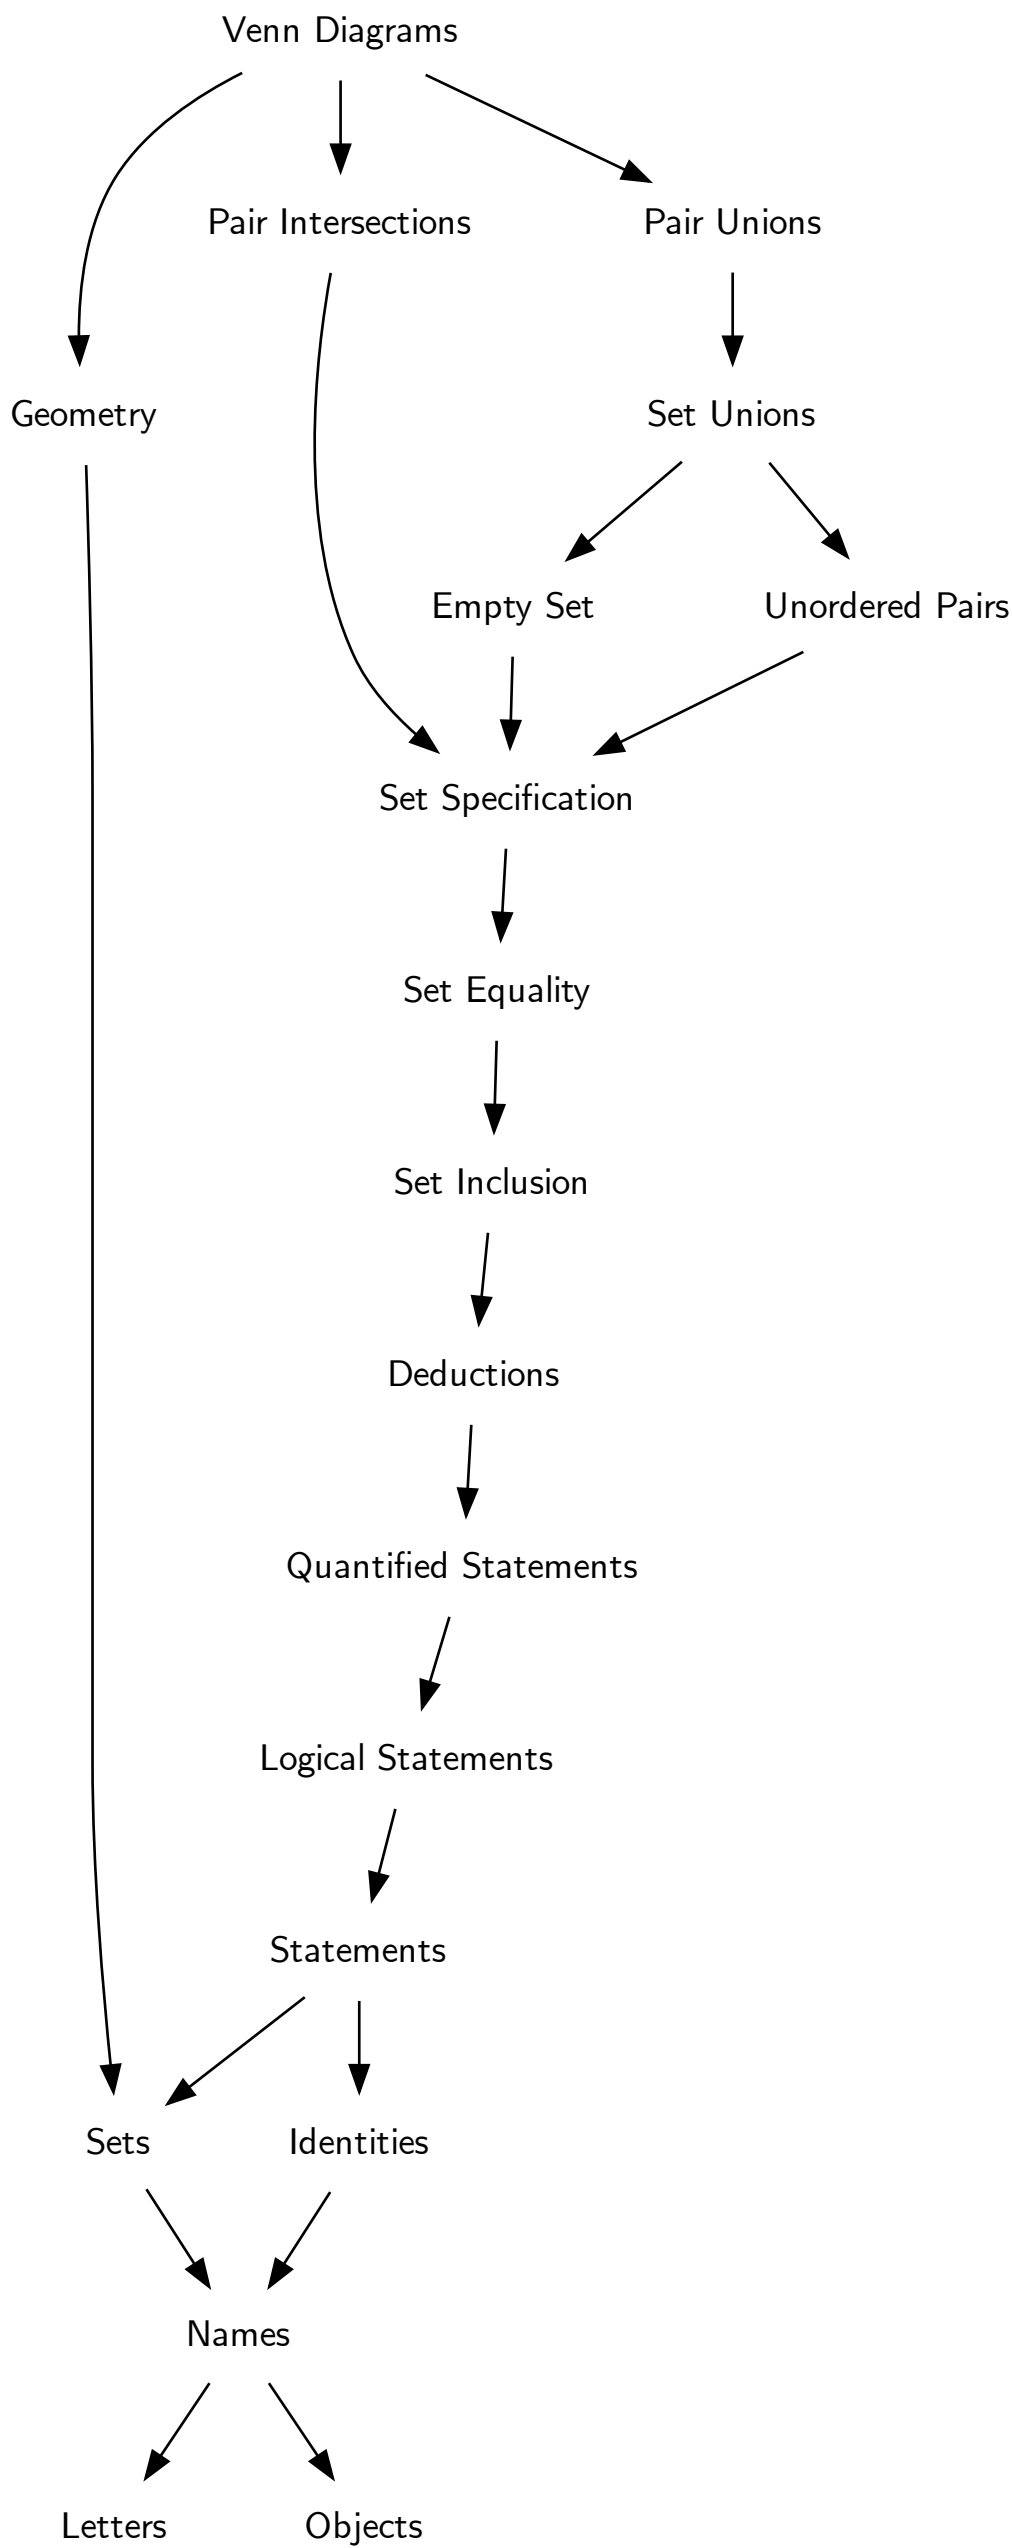 Venn Diagrams
Pair Intersections
Pair Unions
Geometry
Set Unions
Empty Set
Unordered Pairs
Set Specification
Set Equality
Set Inclusion
Deductions
Quantified Statements
Logical Statements
Statements
Sets
Identities
Names
Letters
Objects